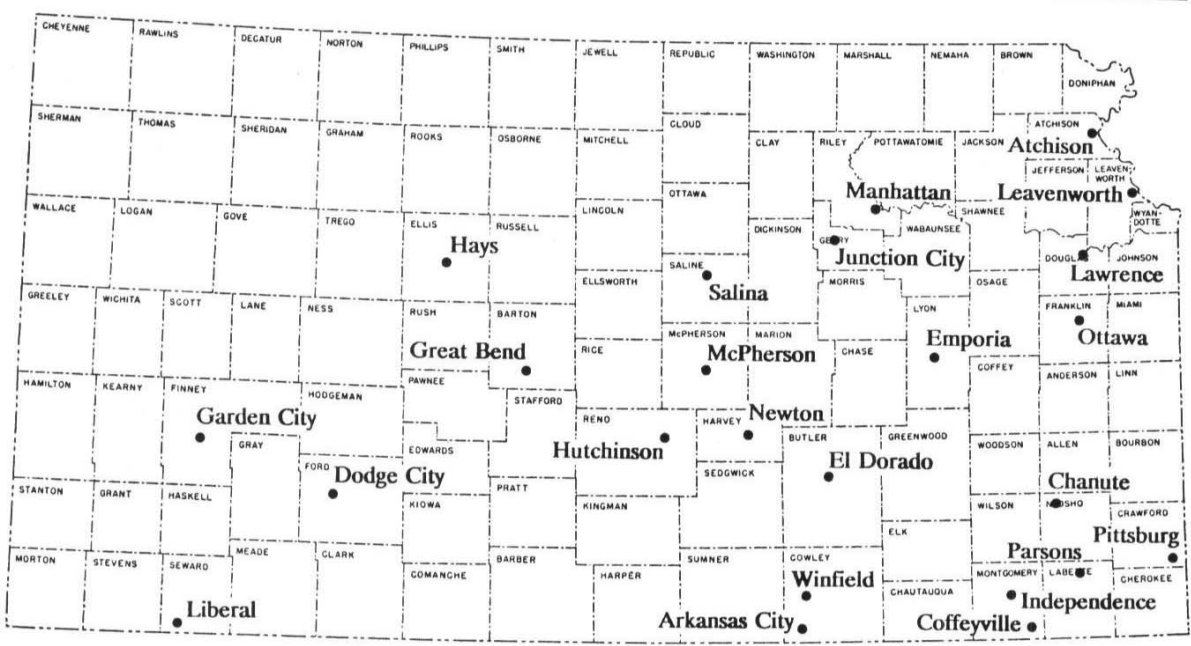 CHEYENNE
RAWLINS
DECATUR
NORTON
PHILLIPS
SMITH
JEWELL
REPUBLIC
WASHINGTON
MARSHALL
NEMAHA
BROWN
DONIPHAN
SHERMAN
THOMAS
SHERIDAN
GRAHAM
ROOKS
OSBORNE
MITCHELL
CLOUD
CLAY
RILEY
POTTAWATOMIE
JACKSON
ATCHISON
Atchison
JEFFERSON
LEAVEN-
WORTH
OTTAWA
Manhattan
Leavenworth
WALLACE
LOGAN
GOVE
TREGO
ELLIS
RUSSELL
LINCOLN
DICKINSON
GEARY
WABAUNSEE
SHAWNEE
WYAN-
DOTTE
Hays
Junction City
DOUGLAS
JOHNSON
Lawrence
SALINE
Salina
ELLSWORTH
MORRIS
OSAGE
GREELEY
WICHITA
SCOTT
LANE
NESS
RUSH
BARTON
LYON
FRANKLIN
MIAMI
Great Bend
RICE
McPHERSON
MARION
McPherson
CHASE
Emporia
Ottawa
HAMILTON
KEARNY
FINNEY
HODGEMAN
PAWNEE
STAFFORD
COFFEY
ANDERSON
LINN
Garden City
RENO
HARVEY
Newton
GRAY
FORD
Dodge City
EDWARDS
Hutchinson
BUTLER
GREENWOOD
WOODSON
ALLEN
BOURBON
SEDGWICK
El Dorado
STANTON
GRANT
HASKELL
KIOWA
PRATT
KINGMAN
Chanute
WILSON
NEOSHO
CRAWFORD
ELK
Pittsburg
MORTON
STEVENS
SEWARD
MEADE
CLARK
COMANCHE
BARBER
HARPER
SUMNER
COWLEY
Parsons
MONTGOMERY
LABETTE
CHEROKEE
Winfield
CHAUTAUQUA
Independence
Liberal
Arkansas City
Coffeyville